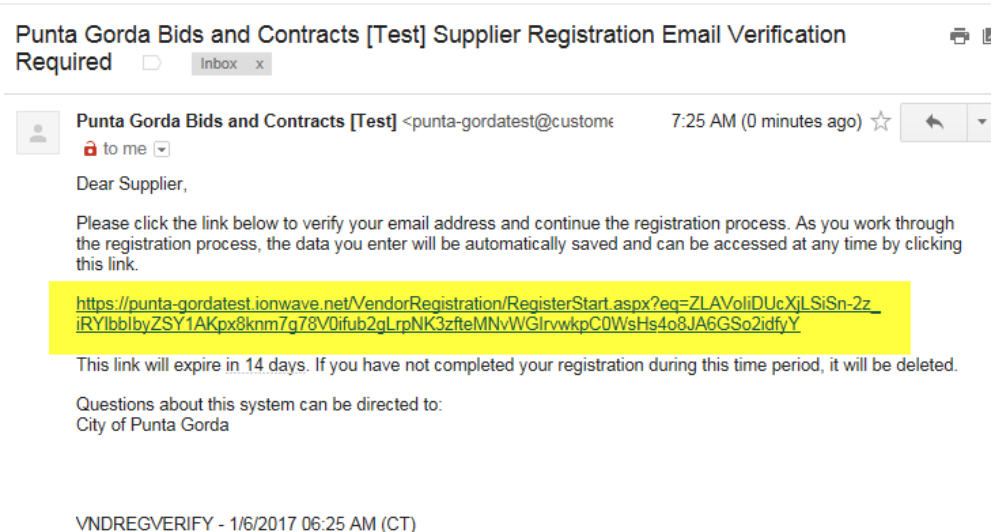 Punta Gorda Bids and Contracts [Test] Supplier Registration Email Verification
Required Inbox x
Punta Gorda Bids and Contracts [Test] <punta-gordatest@custome 7:25 AM (0 minutes ago)
to me
Dear Supplier,
Please click the link below to verify your email address and continue the registration process. As you work through
the registration process, the data you enter will be automatically saved and can be accessed at any time by clicking
this link.
https://punta-gordatest.ionwave.net/VendorRegistration/RegisterStart.aspx?eq=ZLAVoIiDUcXjLSiSn-2z_
iRYIbbIbyZSY1AKpx8knm7g78V0ifub2gLrpNK3zfteMNvWGIrvwkpC0WsHs4o8JA6GSo2idfyY
This link will expire in 14 days. If you have not completed your registration during this time period, it will be deleted.
Questions about this system can be directed to:
City of Punta Gorda
VNDREGVERIFY - 1/6/2017 06:25 AM (CT)